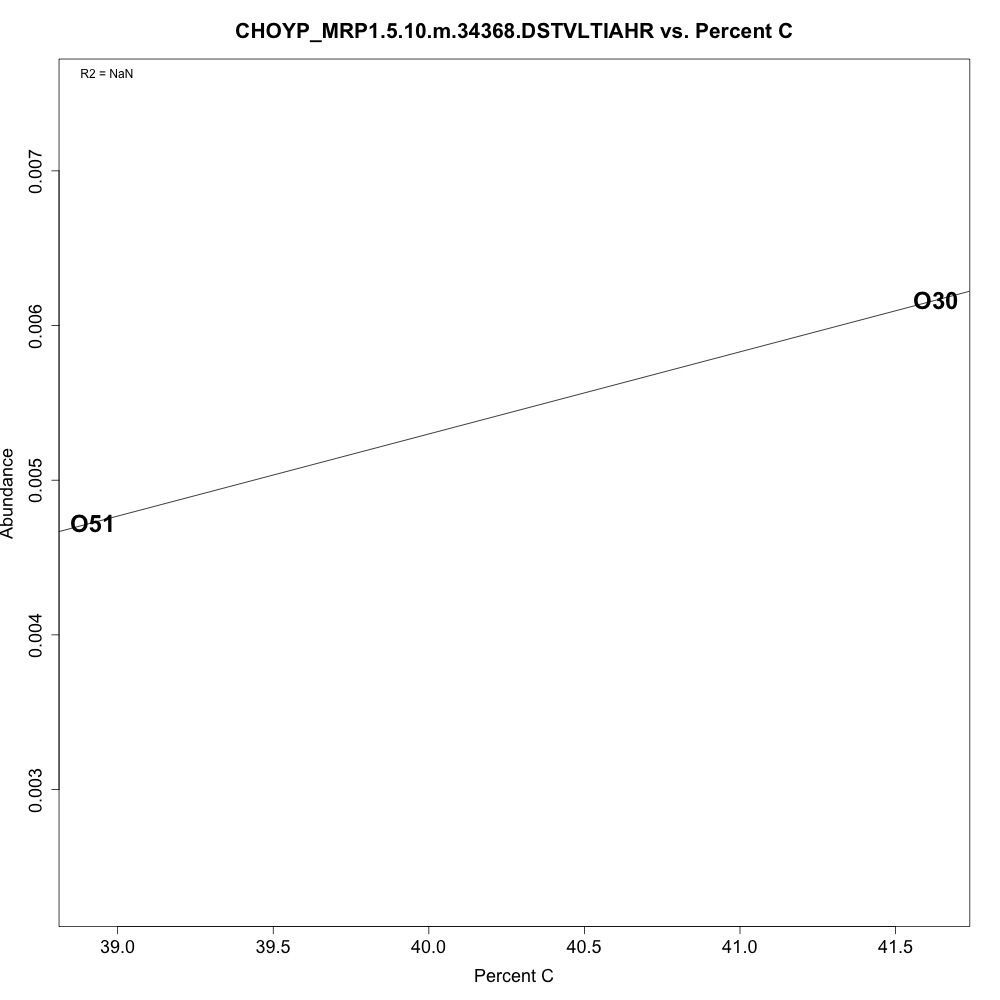 CHOYP_MRP1.5.10.m.34368.DSTVLTIAHR vs. Percent C
R2 = NaN
0.007
0.006
0.005
0.004
0.003
Abundance
O30
O51
39.0
39.5
40.0
40.5
41.0
41.5
Percent C